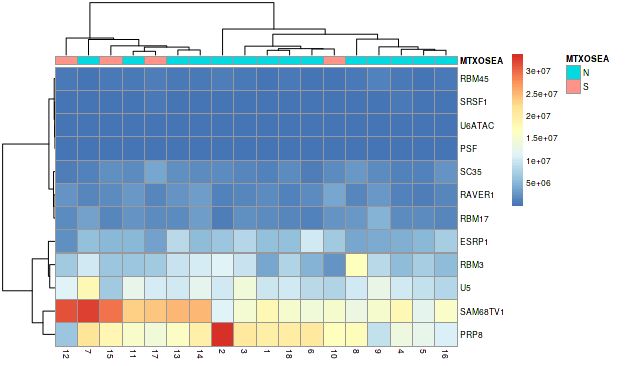 MTXOSEA
RBM45
SRSF1
U6ATAC
PSF
SC35
RAVER1
RBM17
ESRP1
RBM3
U5
SAM68TV1
PRP8
12 7 15 11 17 13 14 2 3 1 18 6 10 8 9 4 5 16
3e+07
2.5e+07
2e+07
1.5e+07
1e+07
5e+06
MTXOSEA
N
S